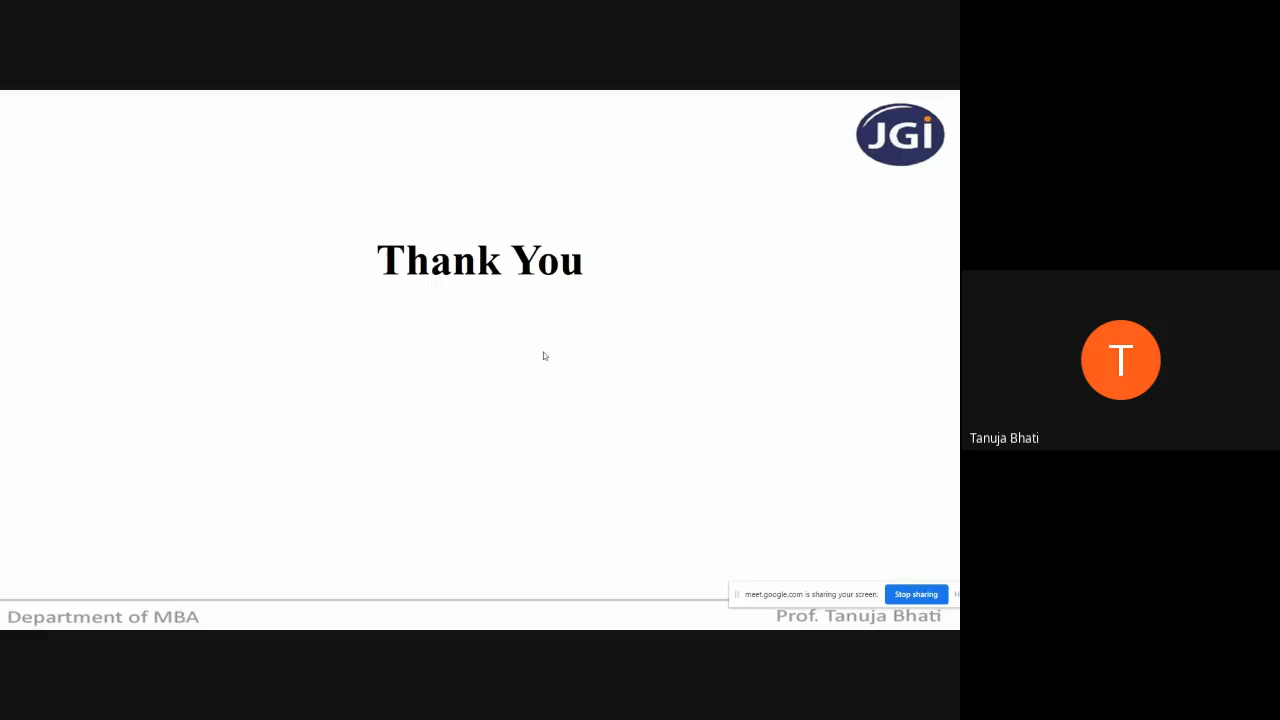 JGi
Thank You
T
Tanuja Bhati
meet.google.com is sharing your screen.
Stop sharing
H
Department of MBA
Prof. Tanuja Bhati